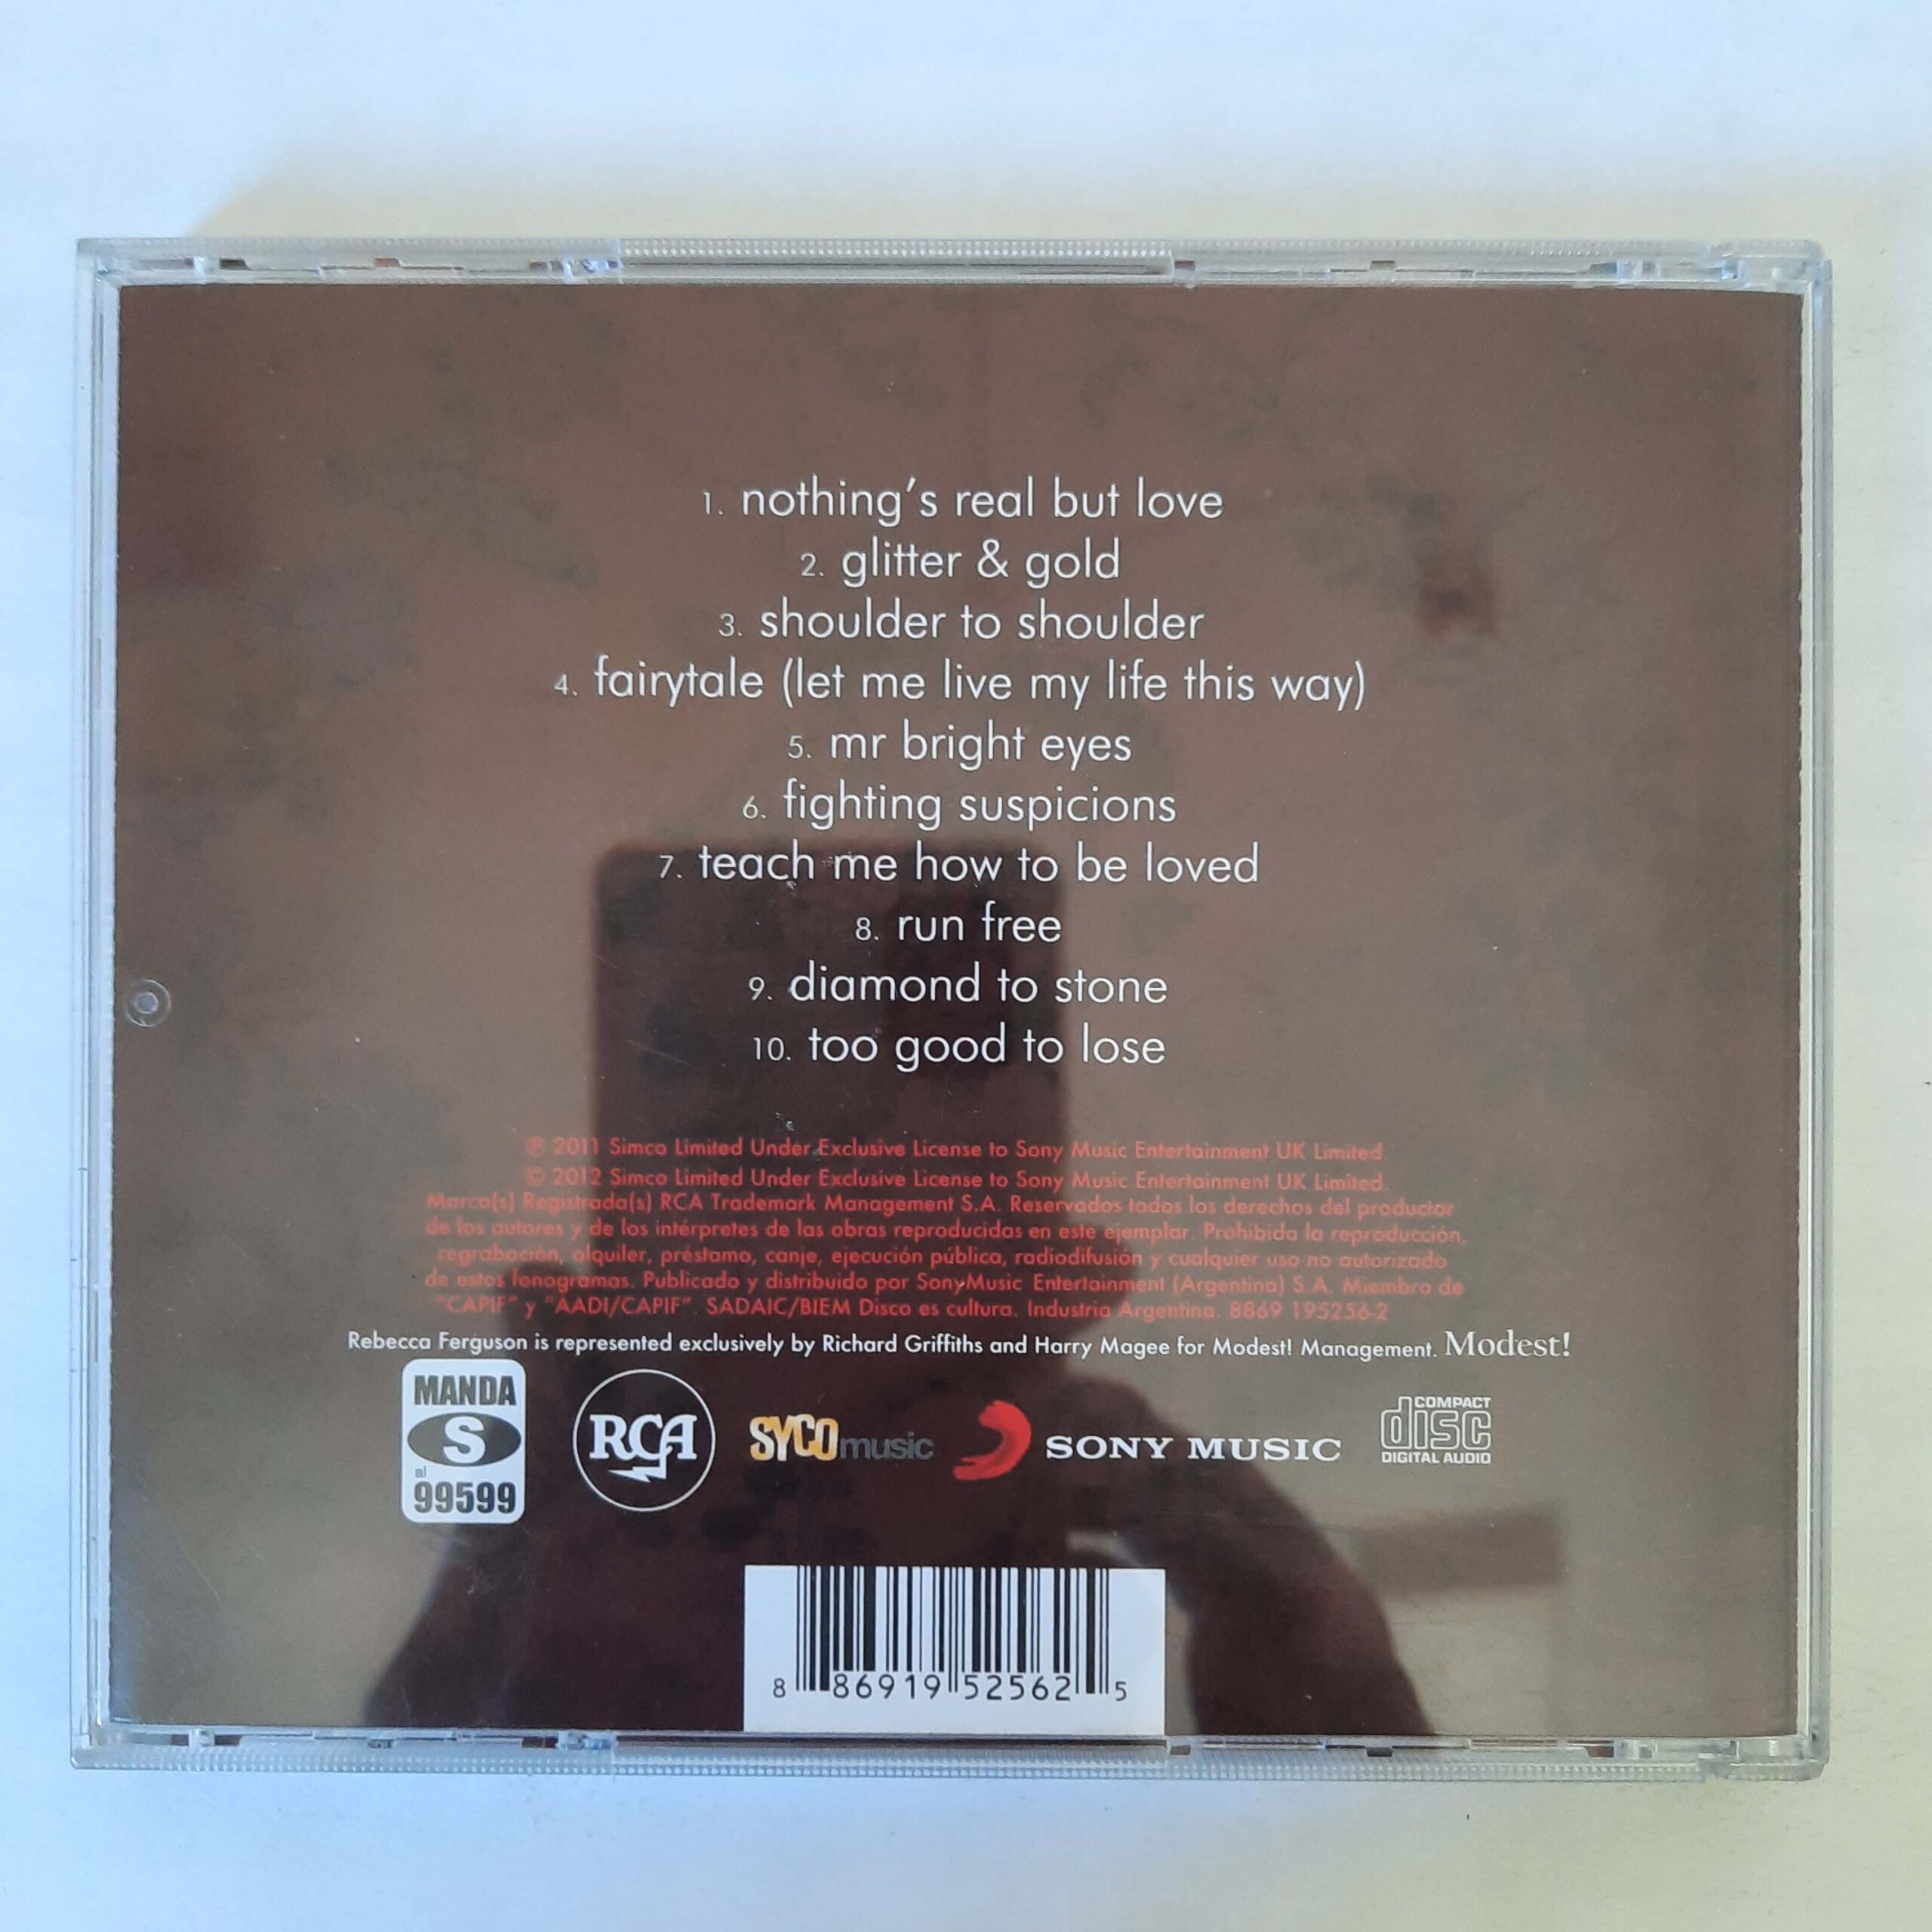 1. nothing's real but love
2. glitter & gold
3. shoulder to shoulder
4. fairytale (let me live my life this way)
5. mr bright eyes
6. fighting suspicions
7. teach me how to be loved
8. run free
9. diamond to stone
10. too good to lose
℗ 2011 Simco Limited Under Exclusive License to Sony Music Entertainment UK Limited.
© 2012 Simco Limited Under Exclusive License to Sony Music Entertainment UK Limited.
Marca(s) Registrada(s) RCA Trademark Management S.A. Reservados todos los derechos del productor
de los autores y de los intérpretes de las obras reproducidas en este ejemplar. Prohibida la reproducción,
regrabación, alquiler, préstamo, canje, ejecución pública, radiodifusión y cualquier uso no autorizado
de estos fonogramas. Publicado y distribuido por SonyMusic Entertainment (Argentina) S.A. Miembro de
"CAPIF" y "AADI/CAPIF". SADAIC/BIEM Disco es cultura. Industria Argentina. 8869 195256-2
Rebecca Ferguson is represented exclusively by Richard Griffiths and Harry Magee for Modest! Management. Modest!
MANDA
S
al
99599
RCA
SYCOmusic
SONY MUSIC
COMPACT
disc
DIGITAL AUDIO
8 86919 52562 5